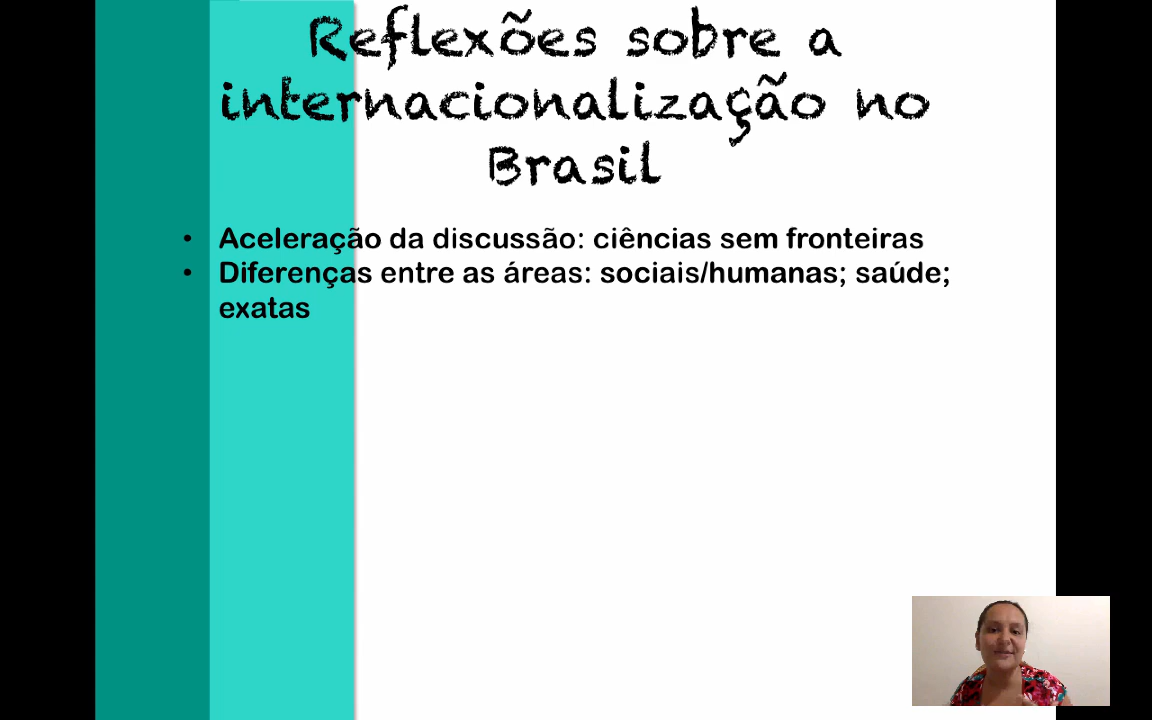 Reflexões sobre a
internacionalização no
Brasil
• Aceleração da discussão: ciências sem fronteiras
• Diferenças entre as áreas: sociais/humanas; saúde;
exatas